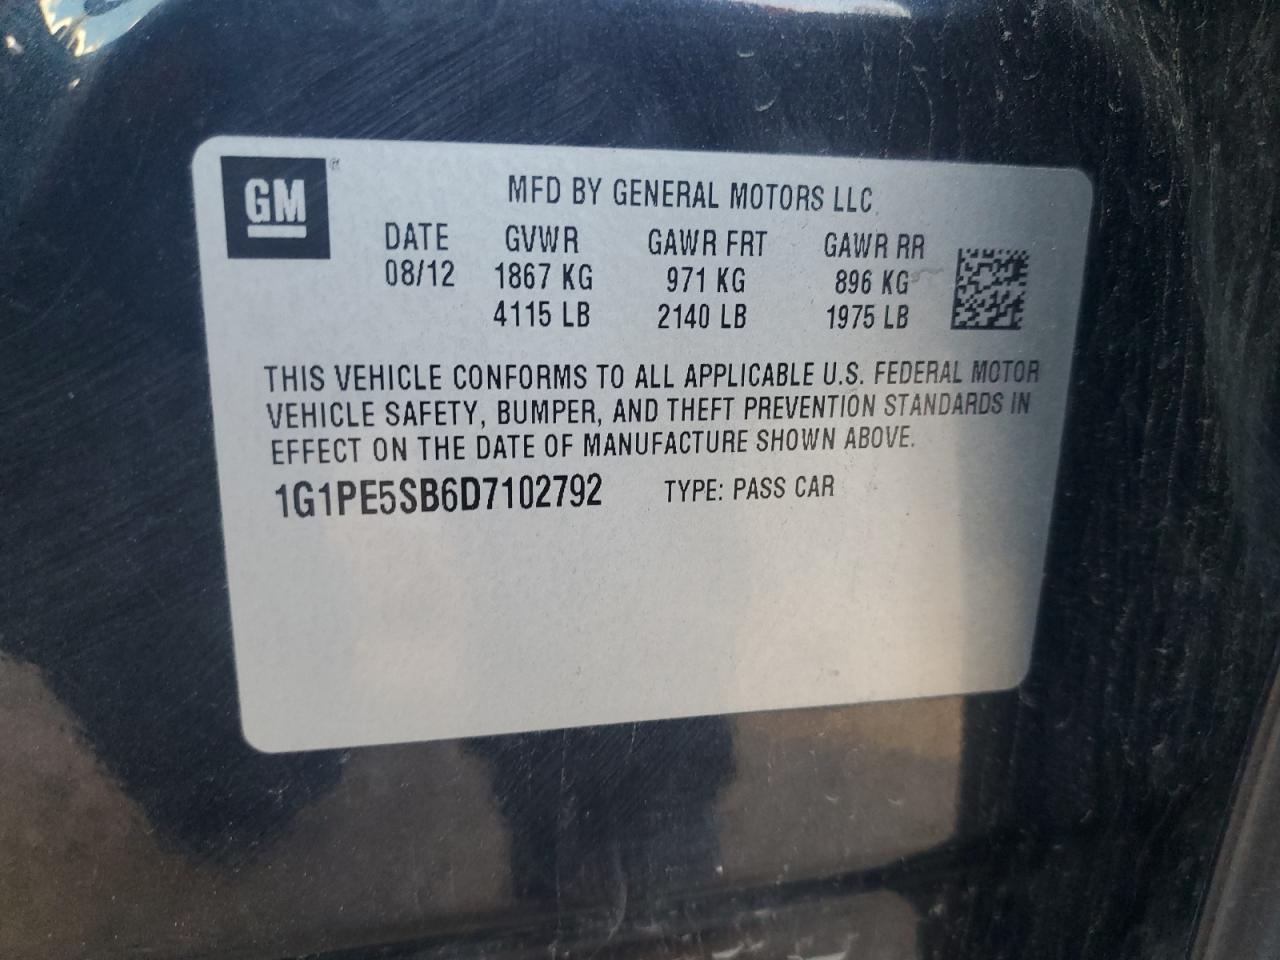 GM
MFD BY GENERAL MOTORS LLC
DATE GVWR GAWR FRT GAWR RR
08/12 1867 KG 971 KG 896 KG
4115 LB 2140 LB 1975 LB
THIS VEHICLE CONFORMS TO ALL APPLICABLE U.S. FEDERAL MOTOR
VEHICLE SAFETY, BUMPER, AND THEFT PREVENTION STANDARDS IN
EFFECT ON THE DATE OF MANUFACTURE SHOWN ABOVE.
1G1PE5SB6D7102792 TYPE: PASS CAR